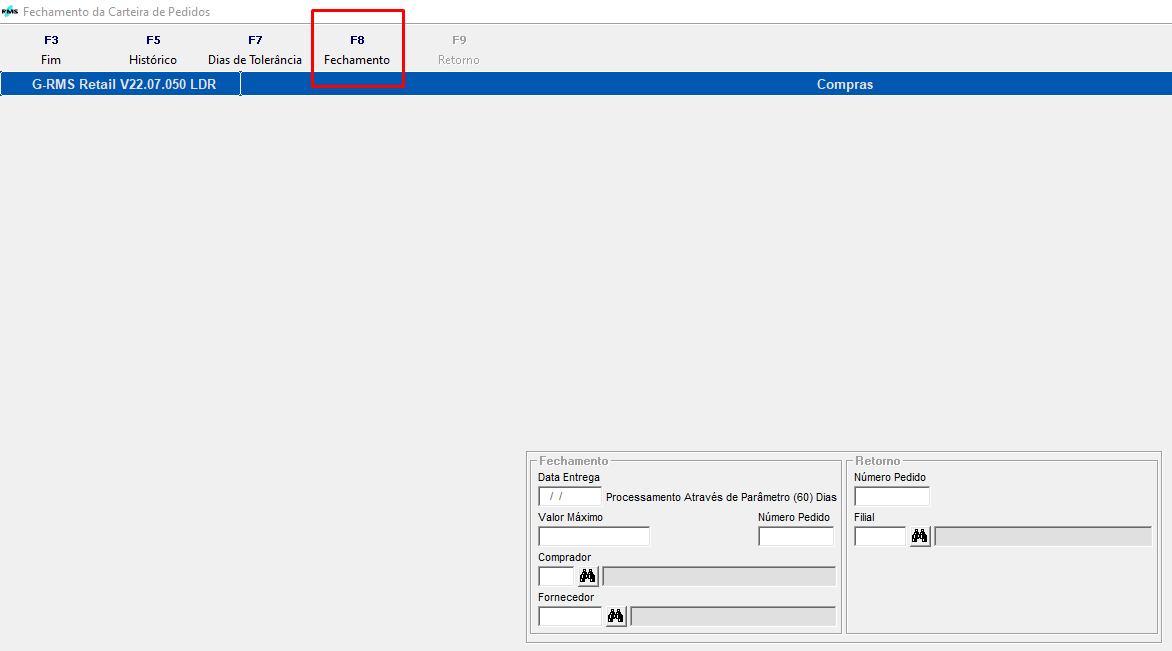 RMS Fechamento da Carteira de Pedidos
F3 F5 F7 F8 F9
Fim Histórico Dias de Tolerância Fechamento Retorno
G-RMS Retail V22.07.050 LDR Compras
Fechamento
Data Entrega
/ / Processamento Através de Parâmetro (60) Dias
Valor Máximo Número Pedido
Comprador
Fornecedor
Retorno
Número Pedido
Filial